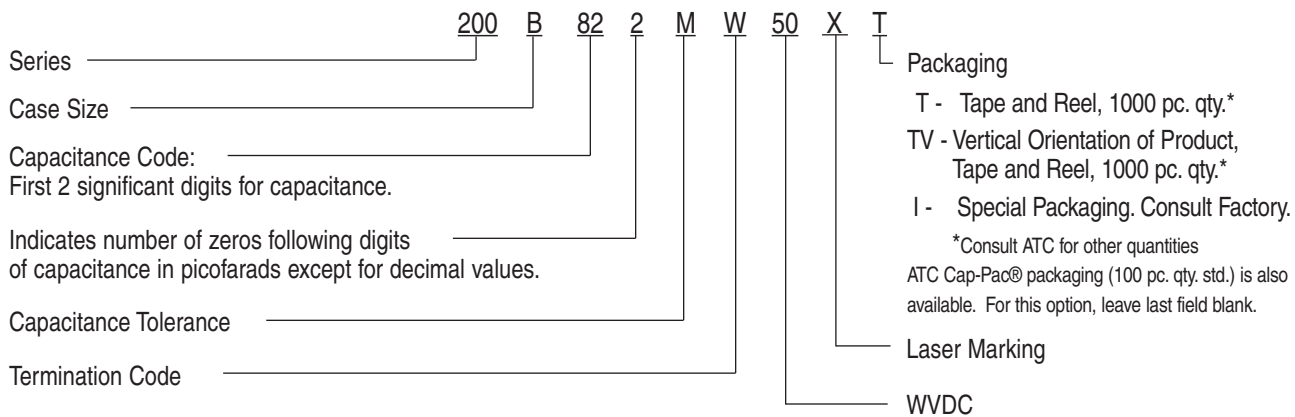 200 B 82 2 M W 50 X T
Series
Case Size
Capacitance Code:
First 2 significant digits for capacitance.
Indicates number of zeros following digits
of capacitance in picofarads except for decimal values.
Capacitance Tolerance
Termination Code
Packaging
T - Tape and Reel, 1000 pc. qty.*
TV - Vertical Orientation of Product,
Tape and Reel, 1000 pc. qty.*
I - Special Packaging. Consult Factory.
*Consult ATC for other quantities
ATC Cap-Pac® packaging (100 pc. qty. std.) is also
available. For this option, leave last field blank.
Laser Marking
WVDC